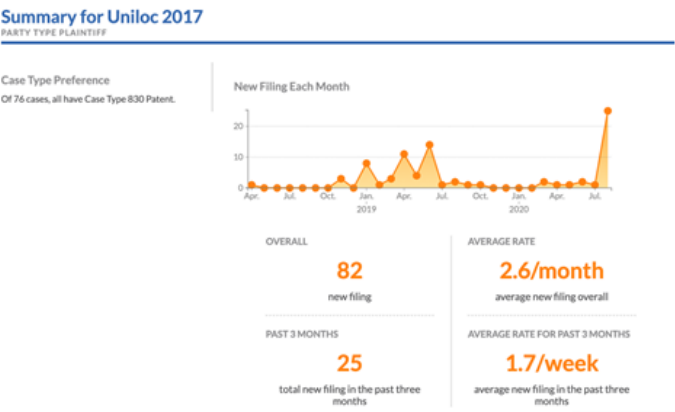 Summary for Uniloc 2017
PARTY TYPE PLAINTIFF
Case Type Preference
Of 76 cases, all have Case Type 830 Patent.
New Filing Each Month
20
10
0
Apr. Jul. Oct. Jan. Apr. Jul. Oct. Jan. Apr. Jul.
2019 2020
OVERALL
82
new filing
AVERAGE RATE
2.6/month
average new filing overall
PAST 3 MONTHS
25
total new filing in the past three
months
AVERAGE RATE FOR PAST 3 MONTHS
1.7/week
average new filing in the past three
months